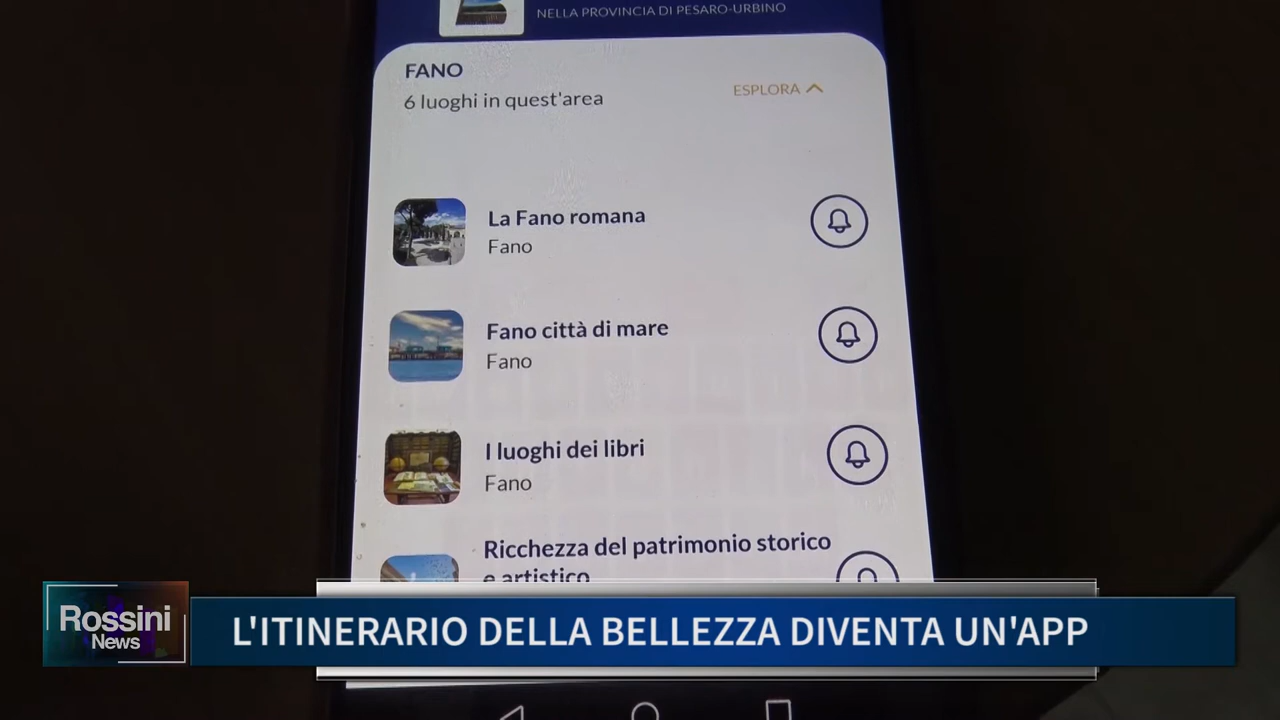 NELLA PROVINCIA DI PESARO-URBINO
FANO
6 luoghi in quest'area
ESPLORA
La Fano romana
Fano
Fano città di mare
Fano
I luoghi dei libri
Fano
Ricchezza del patrimonio storico
e artistico
Rossini
News
L'ITINERARIO DELLA BELLEZZA DIVENTA UN'APP